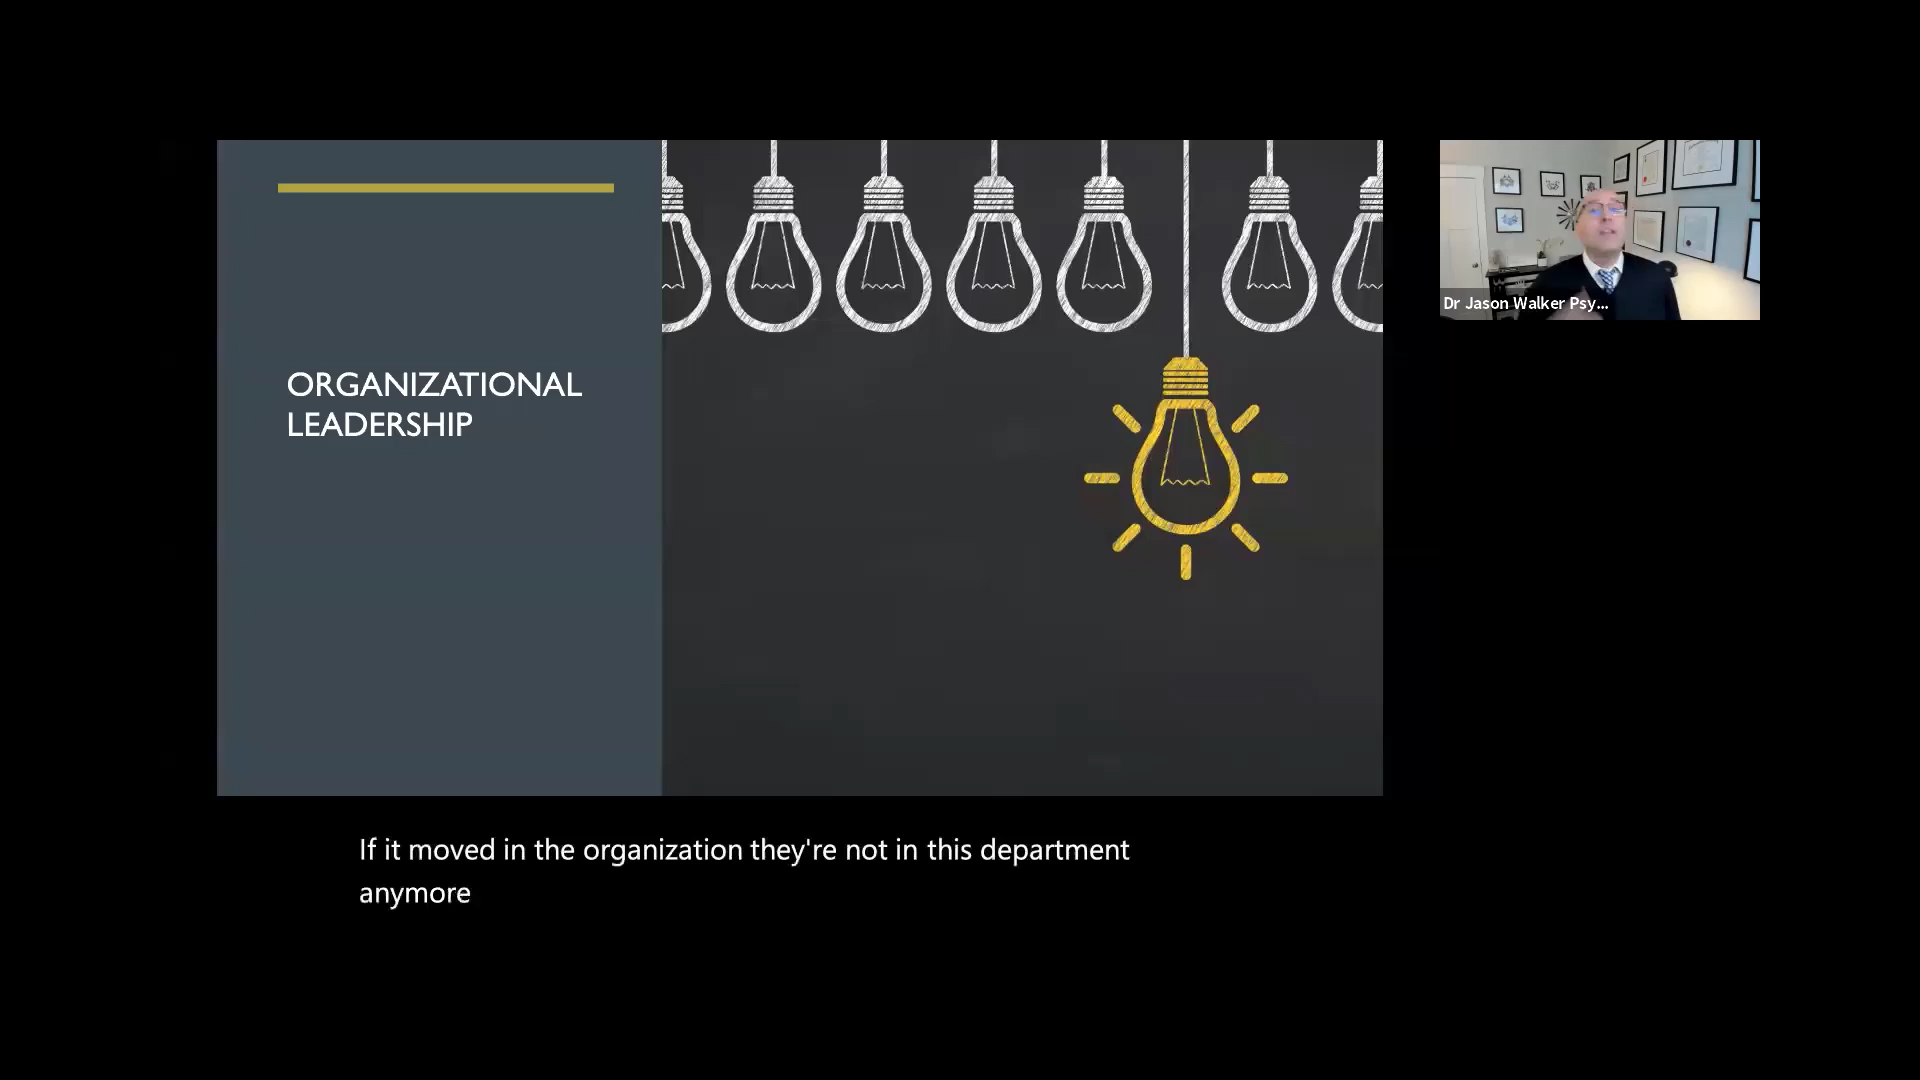 ORGANIZATIONAL
LEADERSHIP
Dr Jason Walker Psy...
If it moved in the organization they're not in this department
anymore